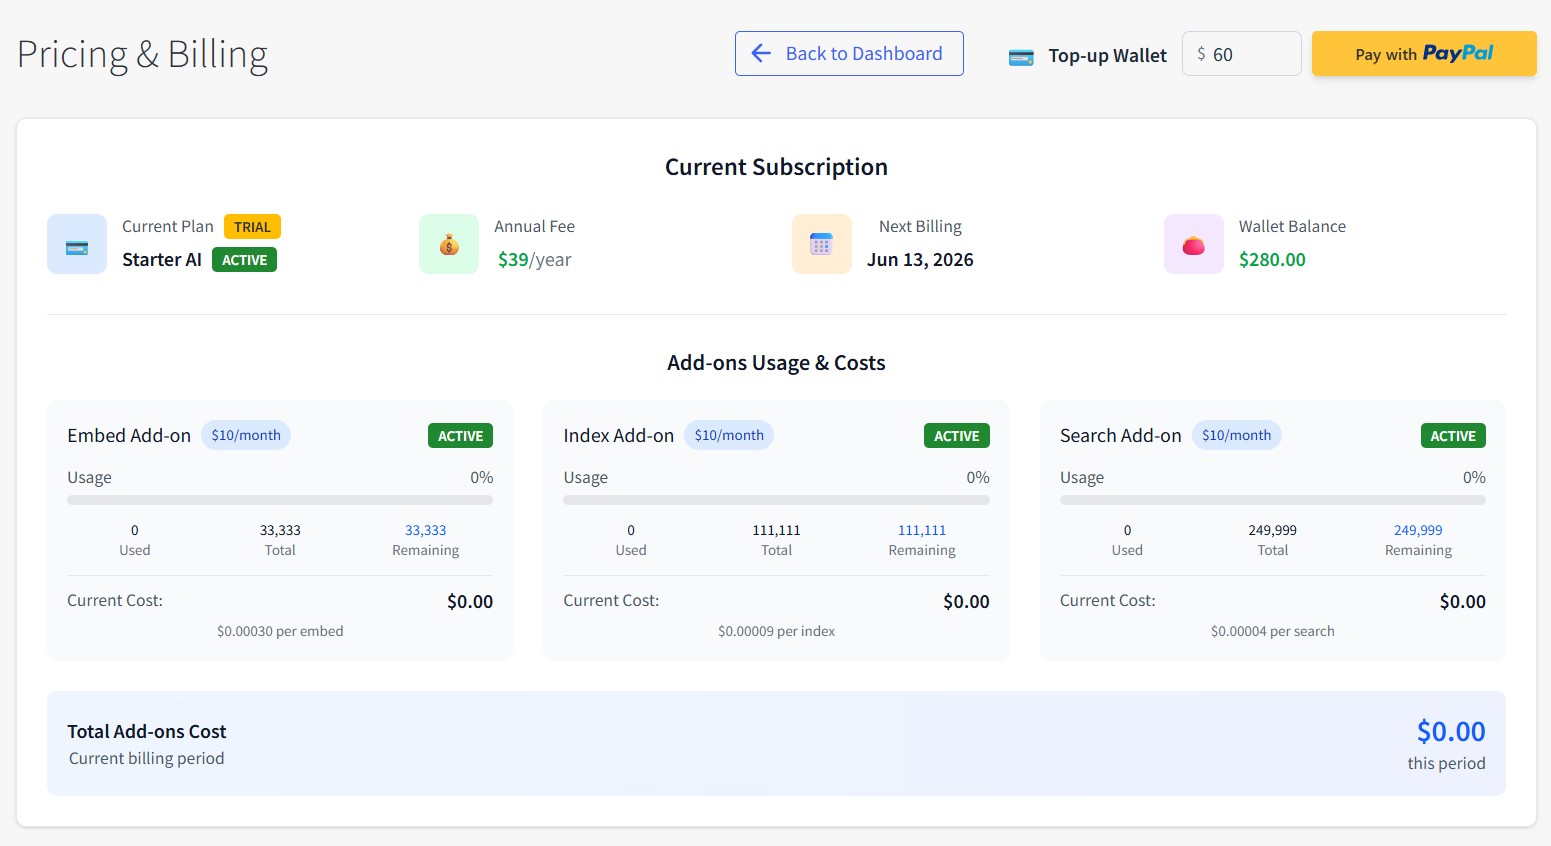 Pricing & Billing
Back to Dashboard
Top-up Wallet
$ 60
Pay with PayPal
Current Subscription
Current Plan TRIAL
Starter AI ACTIVE
Annual Fee
$39/year
Next Billing
Jun 13, 2026
Wallet Balance
$280.00
Add-ons Usage & Costs
Embed Add-on $10/month ACTIVE
Usage 0%
0 33,333 33,333
Used Total Remaining
Current Cost: $0.00
$0.00030 per embed
Index Add-on $10/month ACTIVE
Usage 0%
0 111,111 111,111
Used Total Remaining
Current Cost: $0.00
$0.00009 per index
Search Add-on $10/month ACTIVE
Usage 0%
0 249,999 249,999
Used Total Remaining
Current Cost: $0.00
$0.00004 per search
Total Add-ons Cost
Current billing period
$0.00
this period